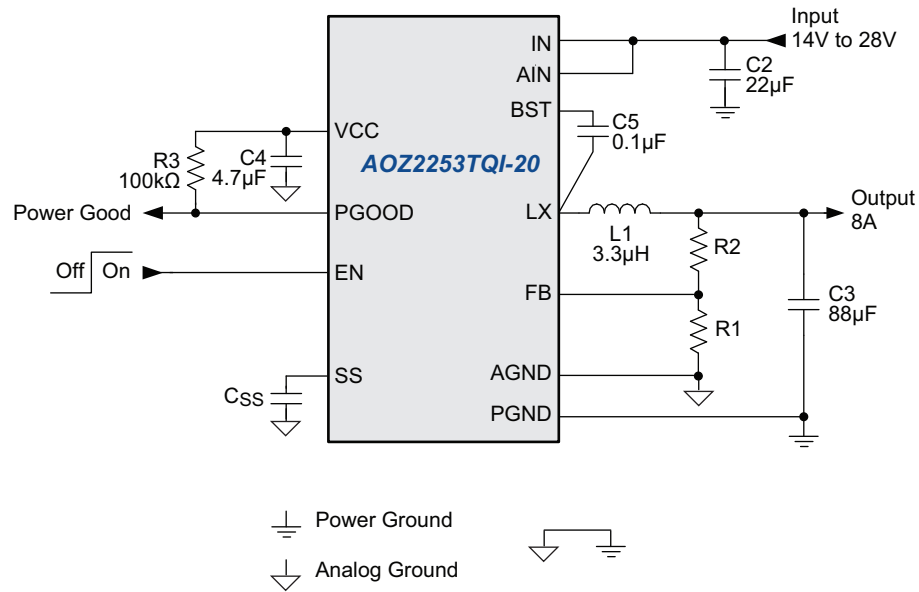 Input
14V to 28V
IN
AIN
C2
22µF
BST
C5
0.1µF
VCC
R3
100kΩ
C4
4.7µF
AOZ2253TQI-20
Power Good
PGOOD
LX
L1
3.3µH
Output
8A
R2
Off
On
EN
FB
C3
88µF
R1
SS
CSS
AGND
PGND
Power Ground
Analog Ground